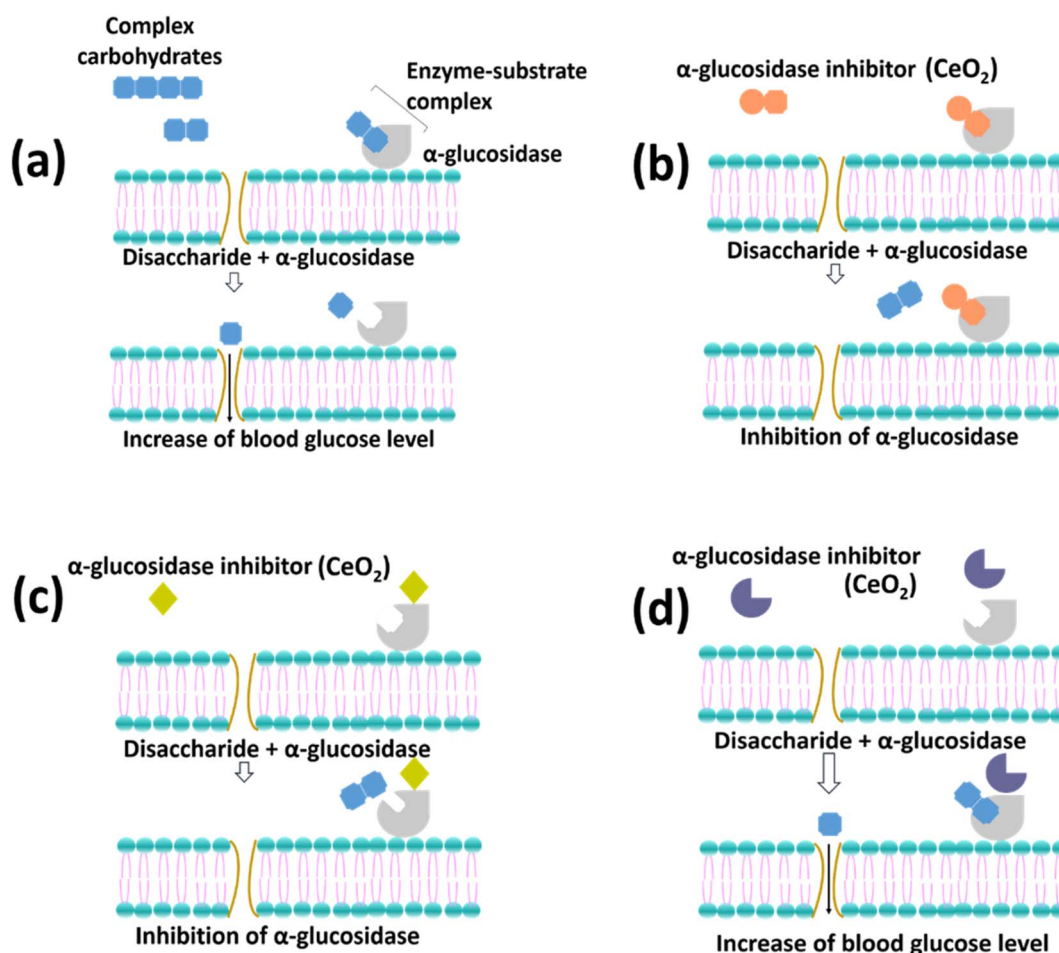 (a)
Complex
carbohydrates
Enzyme-substrate
complex
α-glucosidase
Disaccharide + α-glucosidase
Increase of blood glucose level
(b)
α-glucosidase inhibitor (CeO₂)
Disaccharide + α-glucosidase
Inhibition of α-glucosidase
(c)
α-glucosidase inhibitor (CeO₂)
Disaccharide + α-glucosidase
Inhibition of α-glucosidase
(d)
α-glucosidase inhibitor
(CeO₂)
Disaccharide + α-glucosidase
Increase of blood glucose level